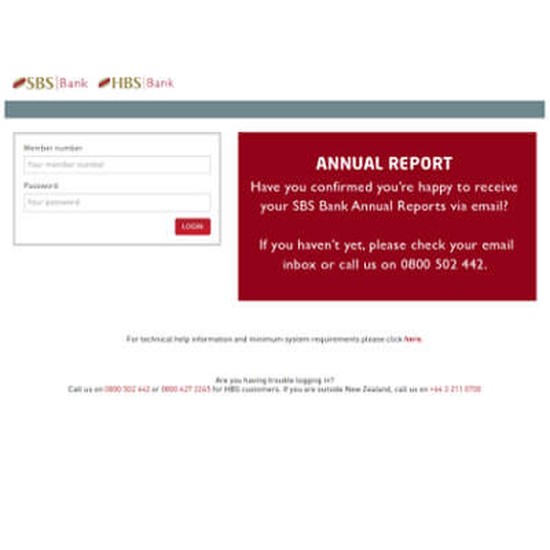 SBS Bank HBS Bank
Member number
Your member number
Password
Your password
LOGIN
ANNUAL REPORT
Have you confirmed you're happy to receive
your SBS Bank Annual Reports via email?
If you haven't yet, please check your email
inbox or call us on 0800 502 442.
For technical help information and minimum system requirements please click here.
Are you having trouble logging in?
Call us on 0800 502 442 or 0800 427 2265 for HBS customers. If you are outside New Zealand, call us on +64 3 211 0700